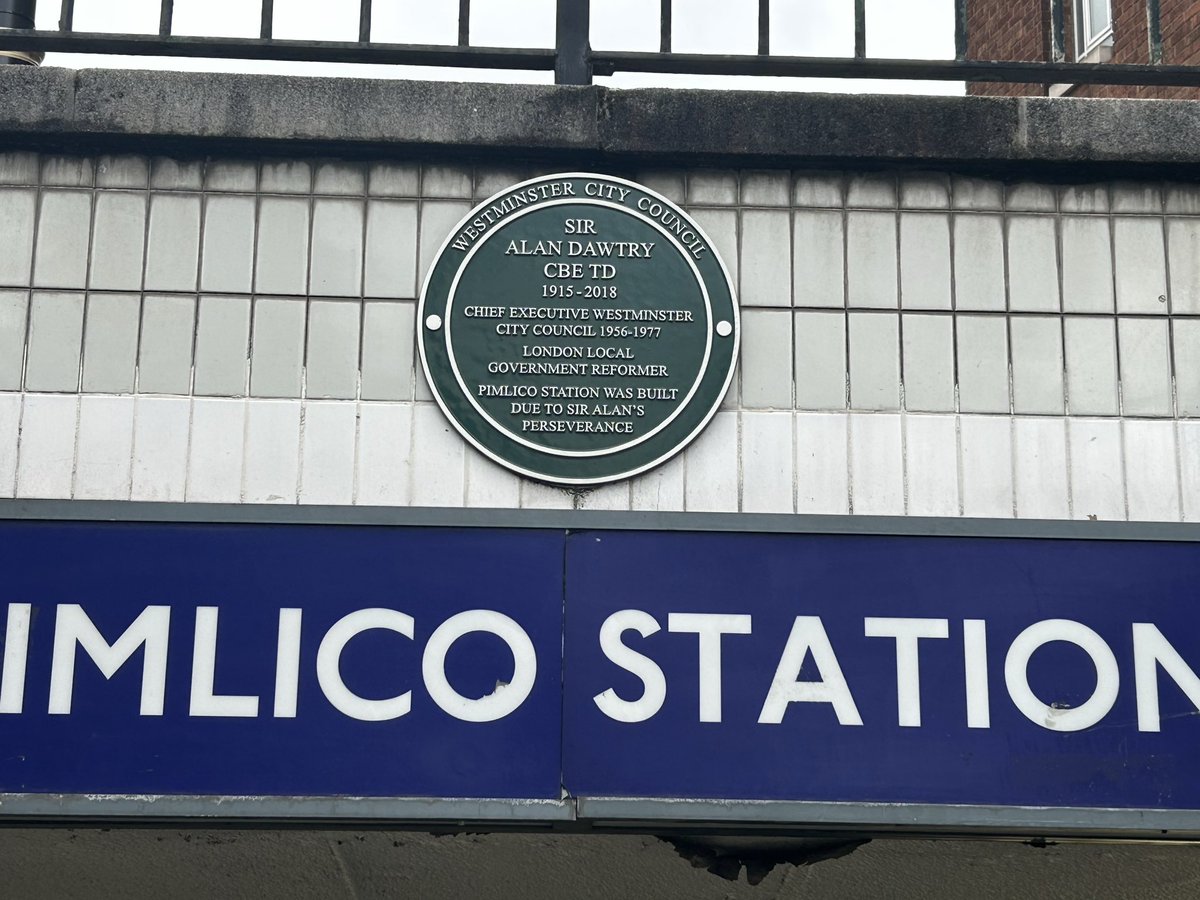 WESTMINSTER CITY COUNCIL
SIR
ALAN DAWTRY
CBE TD
1915-2018
CHIEF EXECUTIVE WESTMINSTER
CITY COUNCIL 1956-1977
LONDON LOCAL
GOVERNMENT REFORMER
PIMLICO STATION WAS BUILT
DUE TO SIR ALAN'S
PERSEVERANCE
PIMLICO STATION